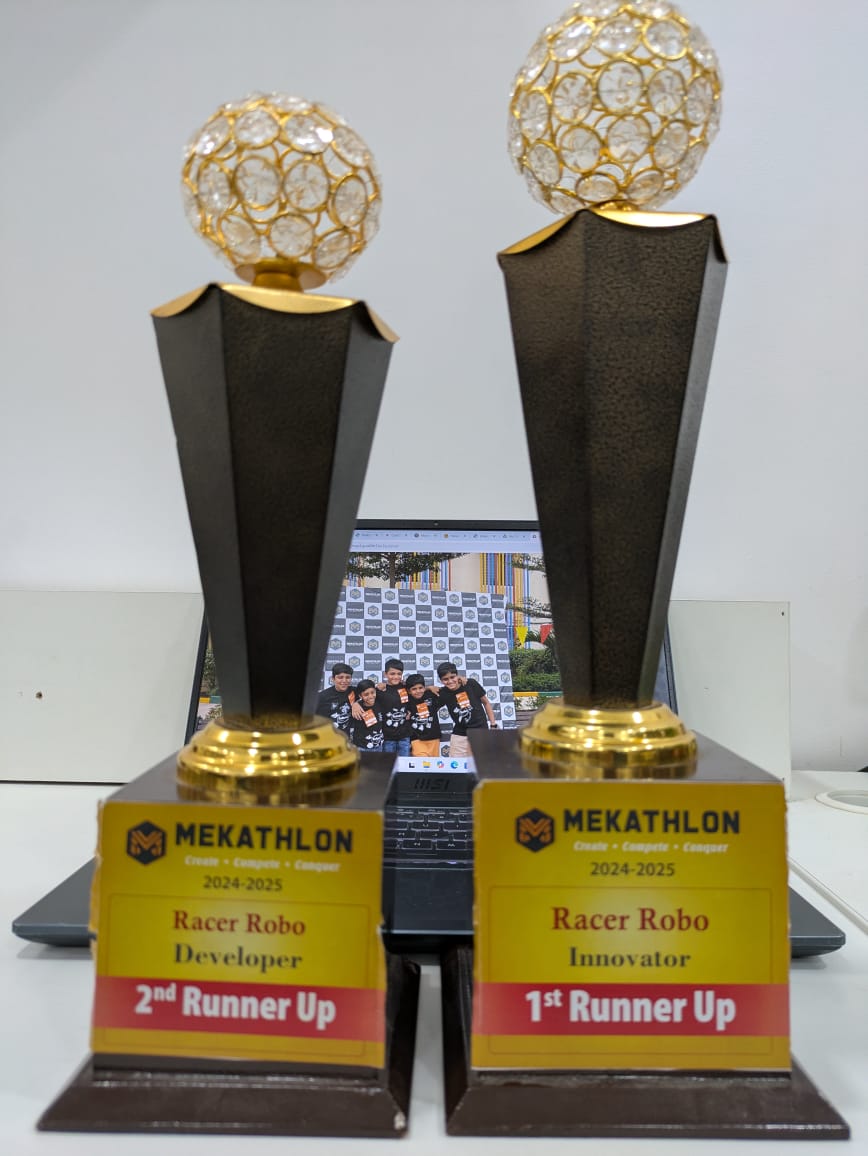 MEKATHLON
Create • Compete • Conquer
2024-2025
Racer Robo
Developer
2nd Runner Up
MEKATHLON
Create • Compete • Conquer
2024-2025
Racer Robo
Innovator
1st Runner Up
msi